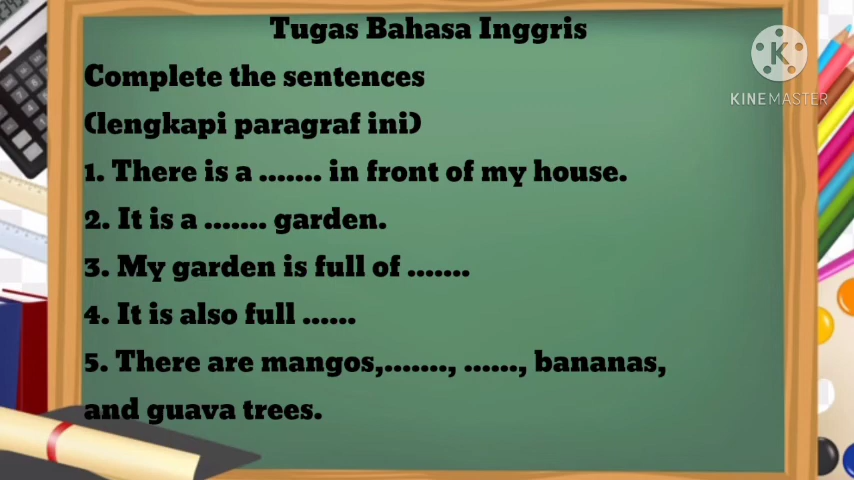 Tugas Bahasa Inggris
Complete the sentences
(lengkapi paragraf ini)
1. There is a ....... in front of my house.
2. It is a ....... garden.
3. My garden is full of .......
4. It is also full ......
5. There are mangos,......., ......, bananas,
and guava trees.
K
KINEMASTER